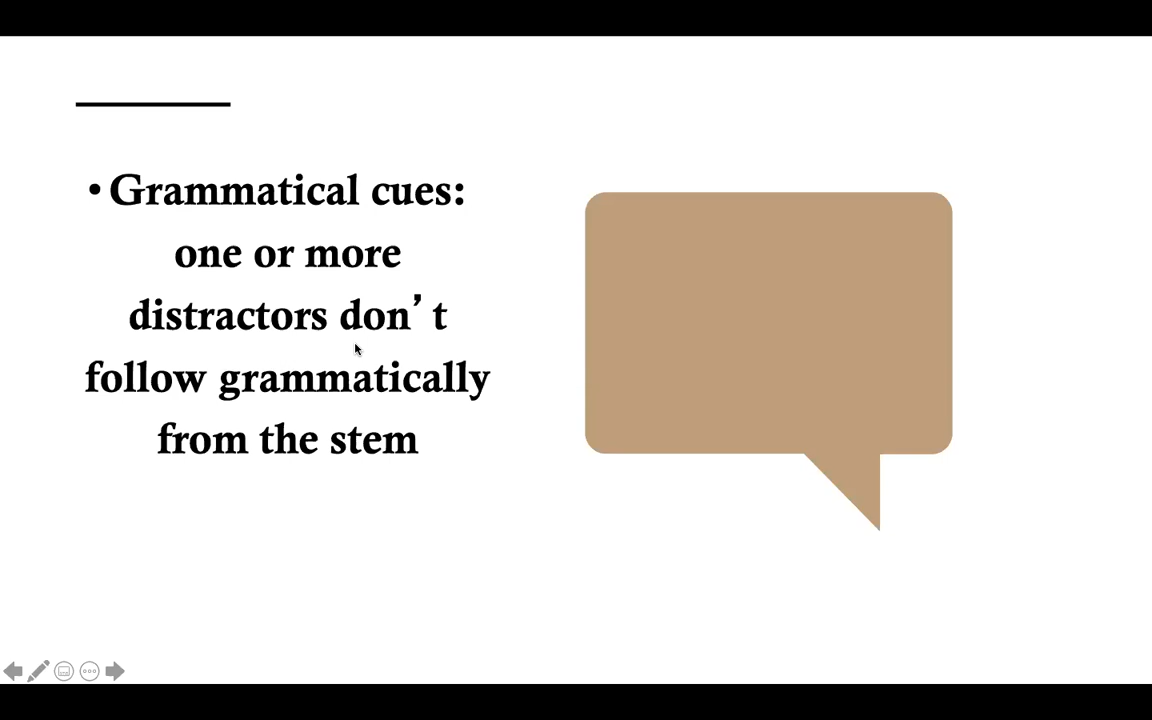 • Grammatical cues:
one or more
distractors don’t
follow grammatically
from the stem